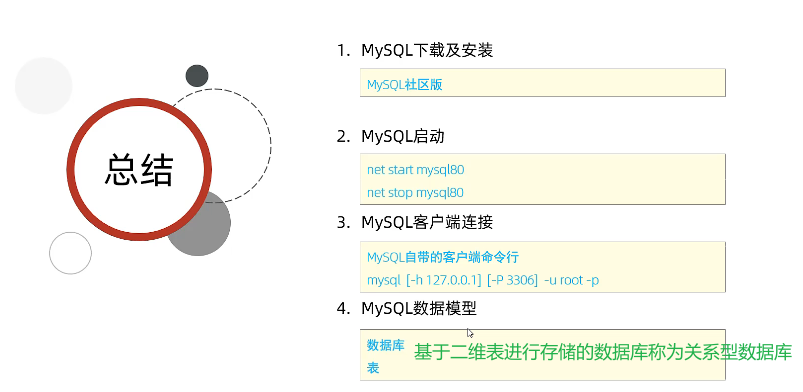 总结
1. MySQL下载及安装
MySQL社区版
2. MySQL启动
net start mysql80
net stop mysql80
3. MySQL客户端连接
MySQL自带的客户端命令行
mysql [-h 127.0.0.1] [-P 3306] -u root -p
4. MySQL数据模型
数据库
基于二维表进行存储的数据库称为关系型数据库
表